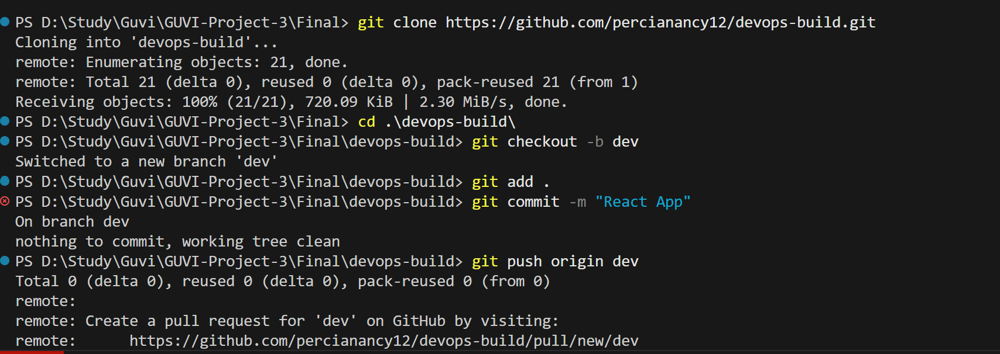 PS D:\Study\Guvi\GUVI-Project-3\Final> git clone https://github.com/percianancy12/devops-build.git
Cloning into 'devops-build'...
remote: Enumerating objects: 21, done.
remote: Total 21 (delta 0), reused 0 (delta 0), pack-reused 21 (from 1)
Receiving objects: 100% (21/21), 720.09 KiB | 2.30 MiB/s, done.
PS D:\Study\Guvi\GUVI-Project-3\Final> cd .\devops-build\
PS D:\Study\Guvi\GUVI-Project-3\Final\devops-build> git checkout -b dev
Switched to a new branch 'dev'
PS D:\Study\Guvi\GUVI-Project-3\Final\devops-build> git add .
PS D:\Study\Guvi\GUVI-Project-3\Final\devops-build> git commit -m "React App"
On branch dev
nothing to commit, working tree clean
PS D:\Study\Guvi\GUVI-Project-3\Final\devops-build> git push origin dev
Total 0 (delta 0), reused 0 (delta 0), pack-reused 0 (from 0)
remote:
remote: Create a pull request for 'dev' on GitHub by visiting:
remote:      https://github.com/percianancy12/devops-build/pull/new/dev